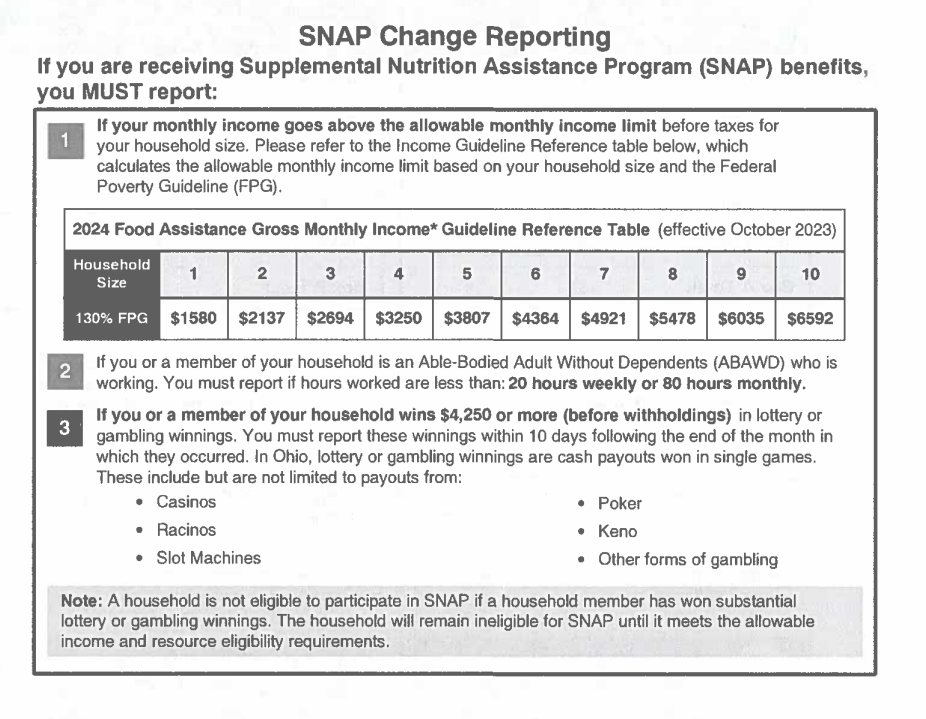 SNAP Change Reporting
If you are receiving Supplemental Nutrition Assistance Program (SNAP) benefits,
you MUST report:
1
If your monthly income goes above the allowable monthly income limit before taxes for
your household size. Please refer to the Income Guideline Reference table below, which
calculates the allowable monthly income limit based on your household size and the Federal
Poverty Guideline (FPG).
2024 Food Assistance Gross Monthly Income* Guideline Reference Table (effective October 2023)
Household Size 1 2 3 4 5 6 7 8 9 10
130% FPG $1580 $2137 $2694 $3250 $3807 $4364 $4921 $5478 $6035 $6592
2
If you or a member of your household is an Able-Bodied Adult Without Dependents (ABAWD) who is
working. You must report if hours worked are less than: 20 hours weekly or 80 hours monthly.
3
If you or a member of your household wins $4,250 or more (before withholdings) in lottery or
gambling winnings. You must report these winnings within 10 days following the end of the month in
which they occurred. In Ohio, lottery or gambling winnings are cash payouts won in single games.
These include but are not limited to payouts from:
• Casinos
• Racinos
• Slot Machines
• Poker
• Keno
• Other forms of gambling
Note: A household is not eligible to participate in SNAP if a household member has won substantial
lottery or gambling winnings. The household will remain ineligible for SNAP until it meets the allowable
income and resource eligibility requirements.